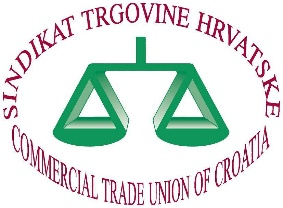 SINDIKAT TRGOVINE HRVATSKE
COMMERCIAL TRADE UNION OF CROATIA